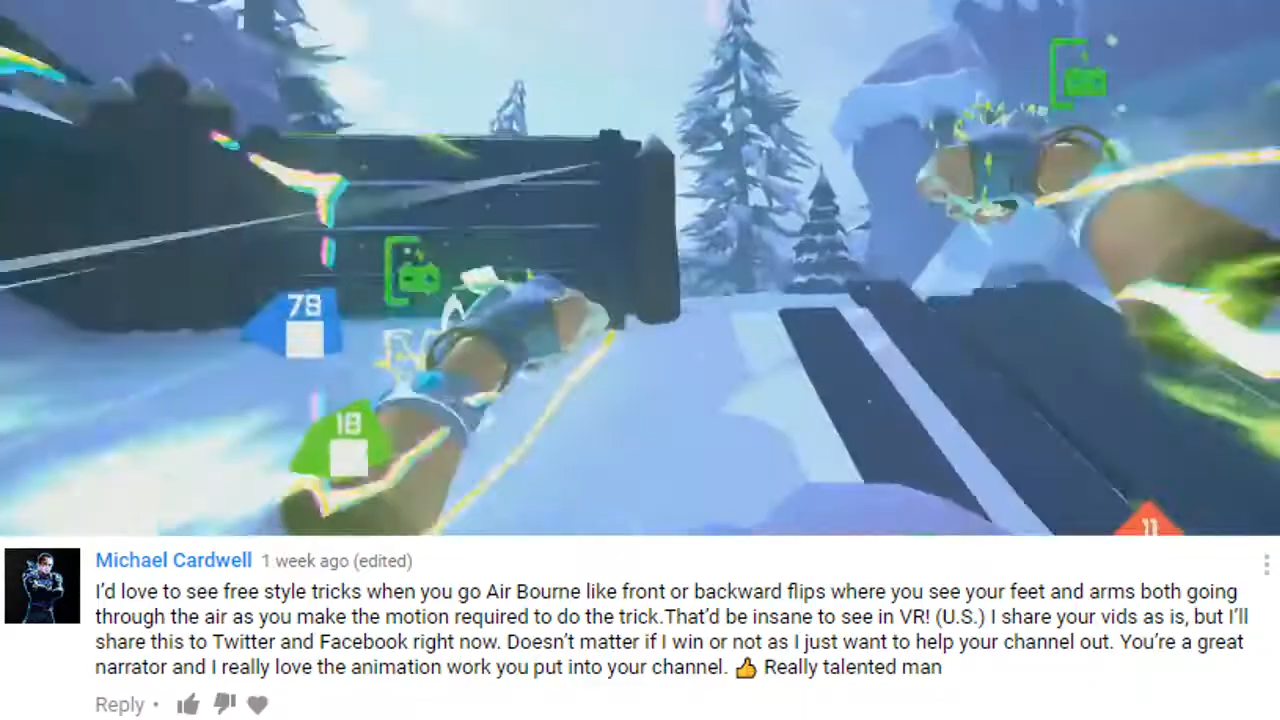 78
18
11
Michael Cardwell 1 week ago (edited)
I’d love to see free style tricks when you go Air Bourne like front or backward flips where you see your feet and arms both going
through the air as you make the motion required to do the trick.That’d be insane to see in VR! (U.S.) I share your vids as is, but I’ll
share this to Twitter and Facebook right now. Doesn’t matter if I win or not as I just want to help your channel out. You’re a great
narrator and I really love the animation work you put into your channel. 👍 Really talented man
Reply •